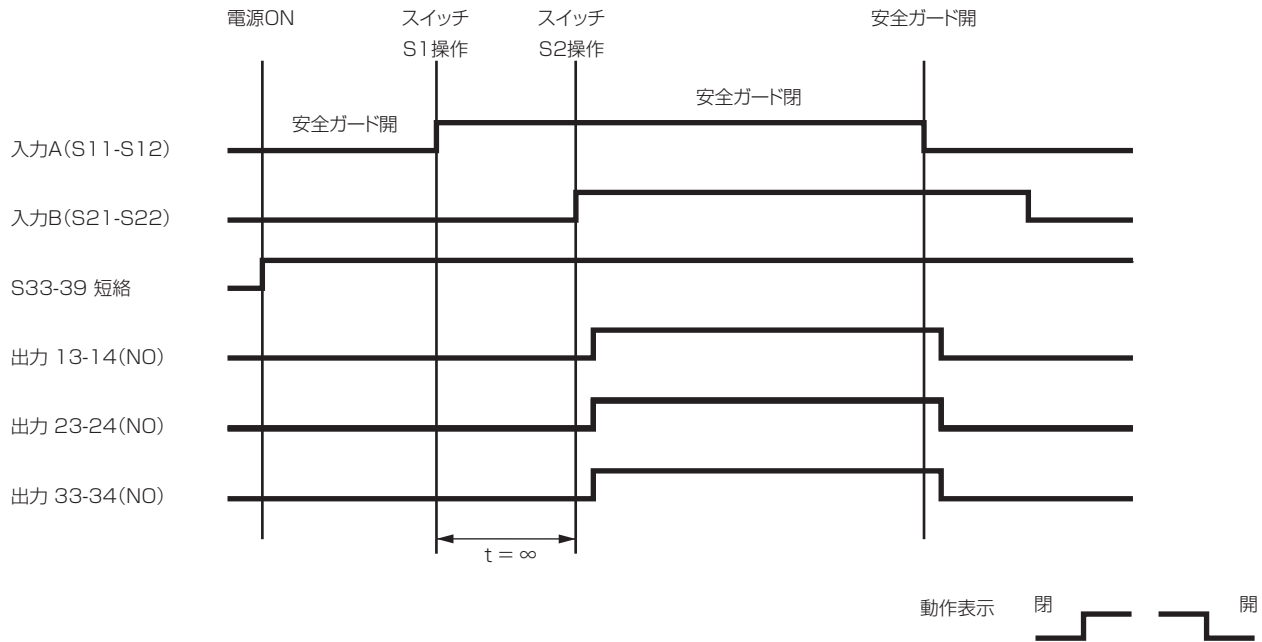 電源ON
スイッチ
S1操作
スイッチ
S2操作
安全ガード開
安全ガード閉
安全ガード開
入力A(S11-S12)
入力B(S21-S22)
S33-39 短絡
出力 13-14(NO)
出力 23-24(NO)
出力 33-34(NO)
t = ∞
動作表示 閉 開